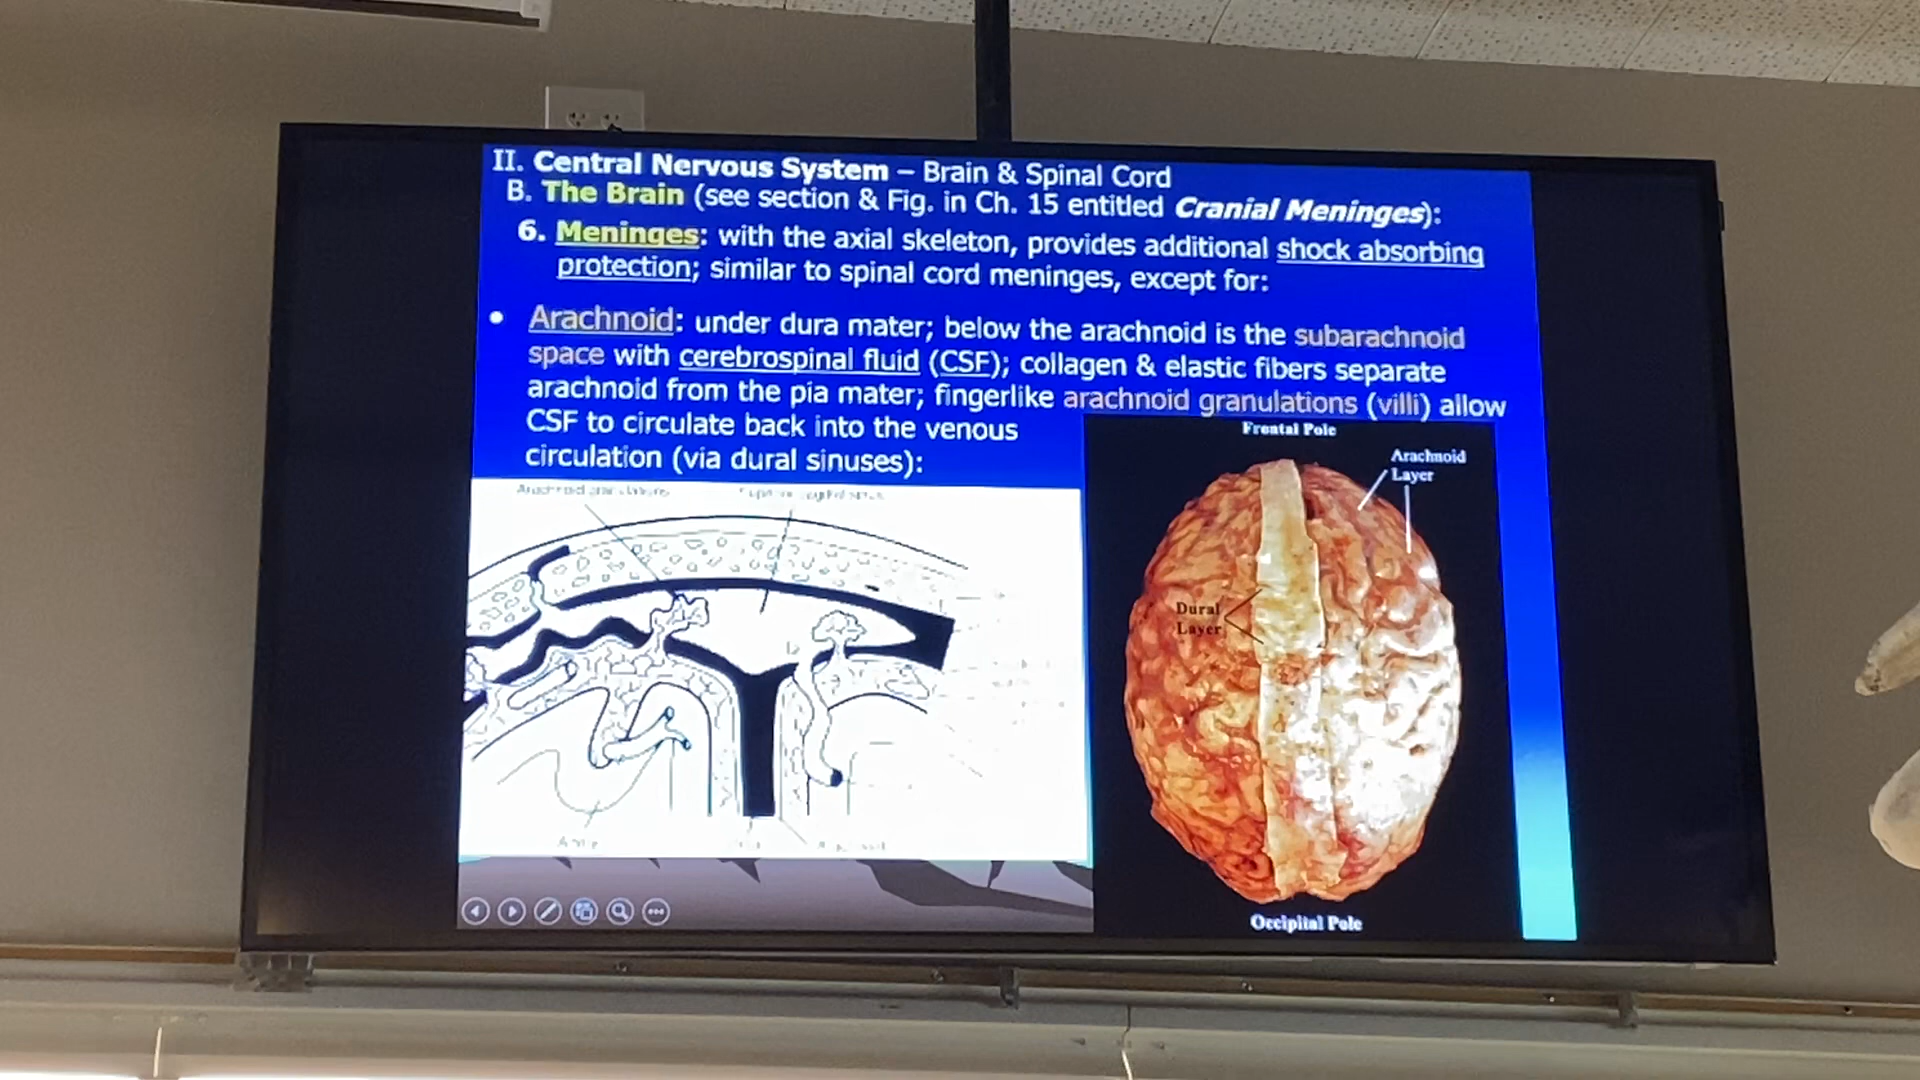 II. Central Nervous System – Brain & Spinal Cord
B. The Brain (see section & Fig. in Ch. 15 entitled Cranial Meninges):
6. Meninges: with the axial skeleton, provides additional shock absorbing
protection; similar to spinal cord meninges, except for:
• Arachnoid: under dura mater; below the arachnoid is the subarachnoid
space with cerebrospinal fluid (CSF); collagen & elastic fibers separate
arachnoid from the pia mater; fingerlike arachnoid granulations (villi) allow
CSF to circulate back into the venous
circulation (via dural sinuses):
Frontal Pole
Arachnoid
Layer
Dural
Layer
Occipital Pole